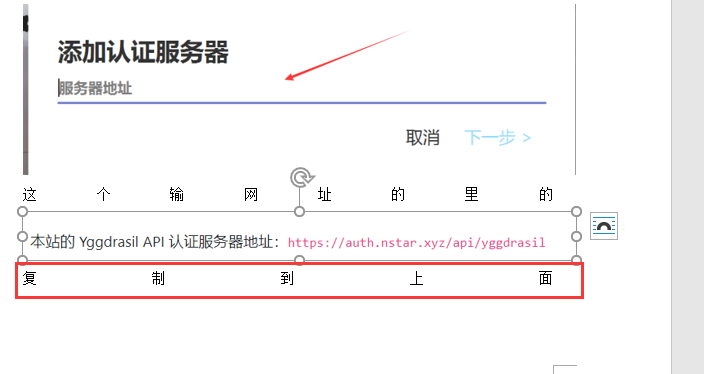 添加认证服务器
服务器地址
取消 下一步 >
这个输网址的里的
本站的 Yggdrasil API 认证服务器地址：https://auth.nstar.xyz/api/yggdrasil
复制到上面